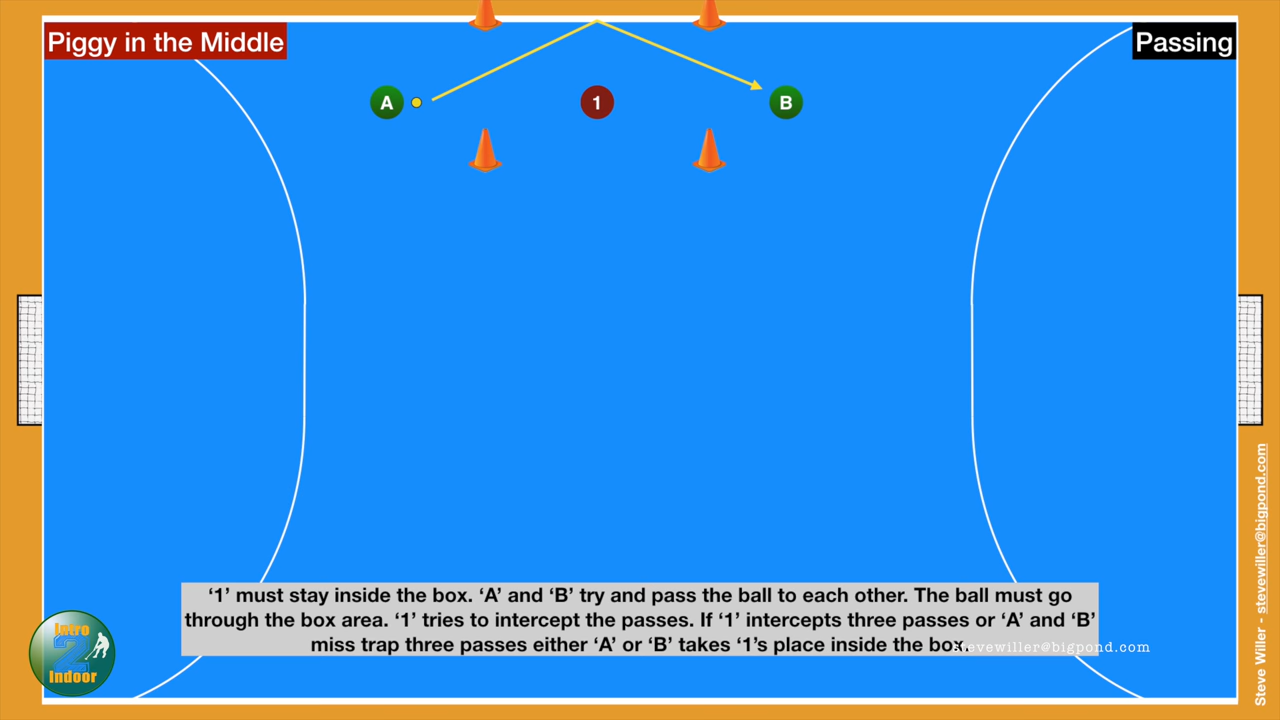 Piggy in the Middle
Passing
A
1
B
‘1’ must stay inside the box. ‘A’ and ‘B’ try and pass the ball to each other. The ball must go
through the box area. ‘1’ tries to intercept the passes. If ‘1’ intercepts three passes or ‘A’ and ‘B’
miss trap three passes either ‘A’ or ‘B’ takes ‘1’s place inside the box.
stevewiller@bigpond.com
Intro
2
Indoor
Steve Willer - stevewiller@bigpond.com